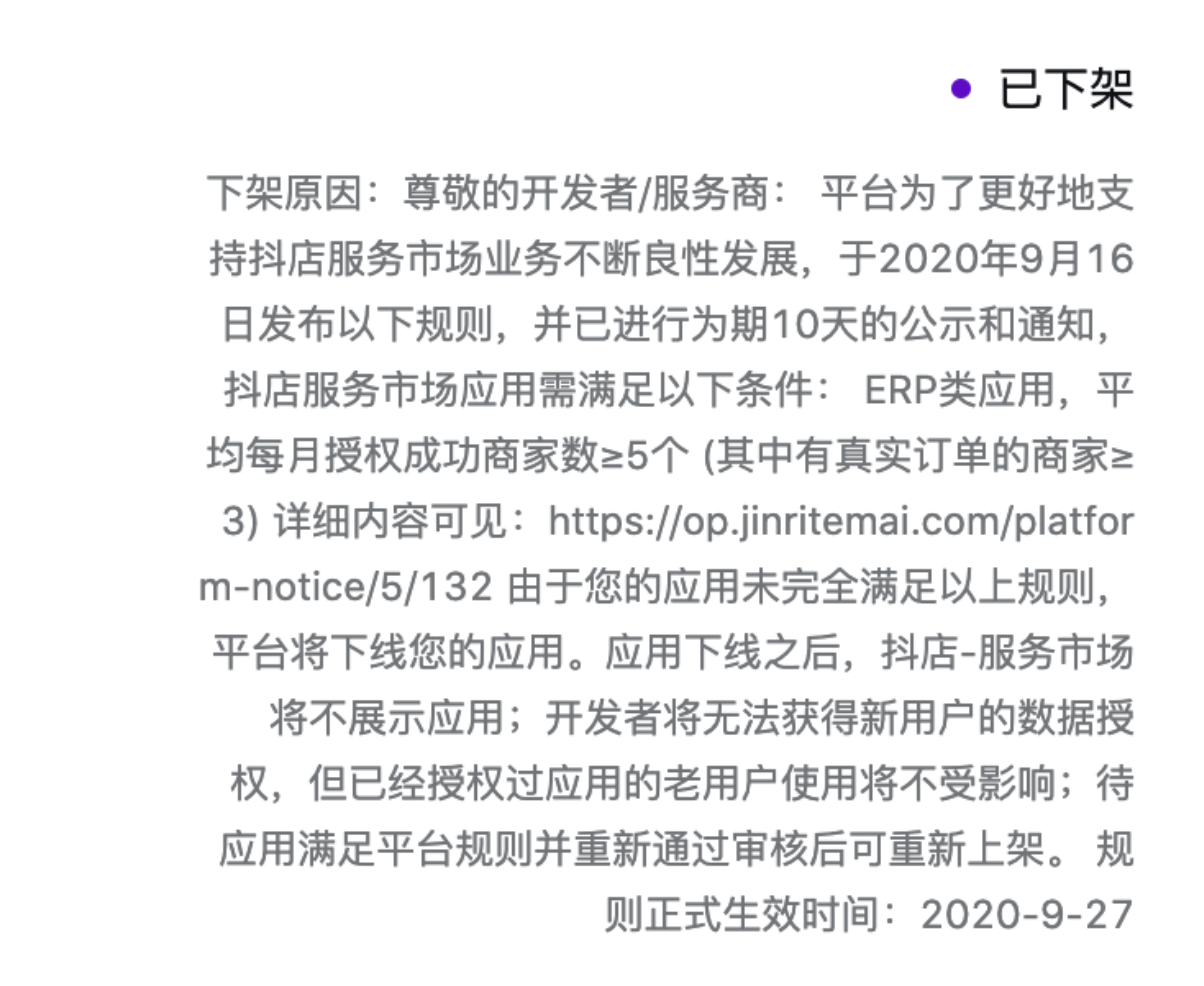 已下架
下架原因：尊敬的开发者/服务商： 平台为了更好地支
持抖店服务市场业务不断良性发展，于2020年9月16
日发布以下规则，并已进行为期10天的公示和通知，
抖店服务市场应用需满足以下条件： ERP类应用，平
均每月授权成功商家数≥5个 (其中有真实订单的商家≥
3) 详细内容可见：https://op.jinritemai.com/platfor
m-notice/5/132 由于您的应用未完全满足以上规则，
平台将下线您的应用。应用下线之后，抖店-服务市场
将不展示应用；开发者将无法获得新用户的数据授
权，但已经授权过应用的老用户使用将不受影响；待
应用满足平台规则并重新通过审核后可重新上架。 规
则正式生效时间：2020-9-27